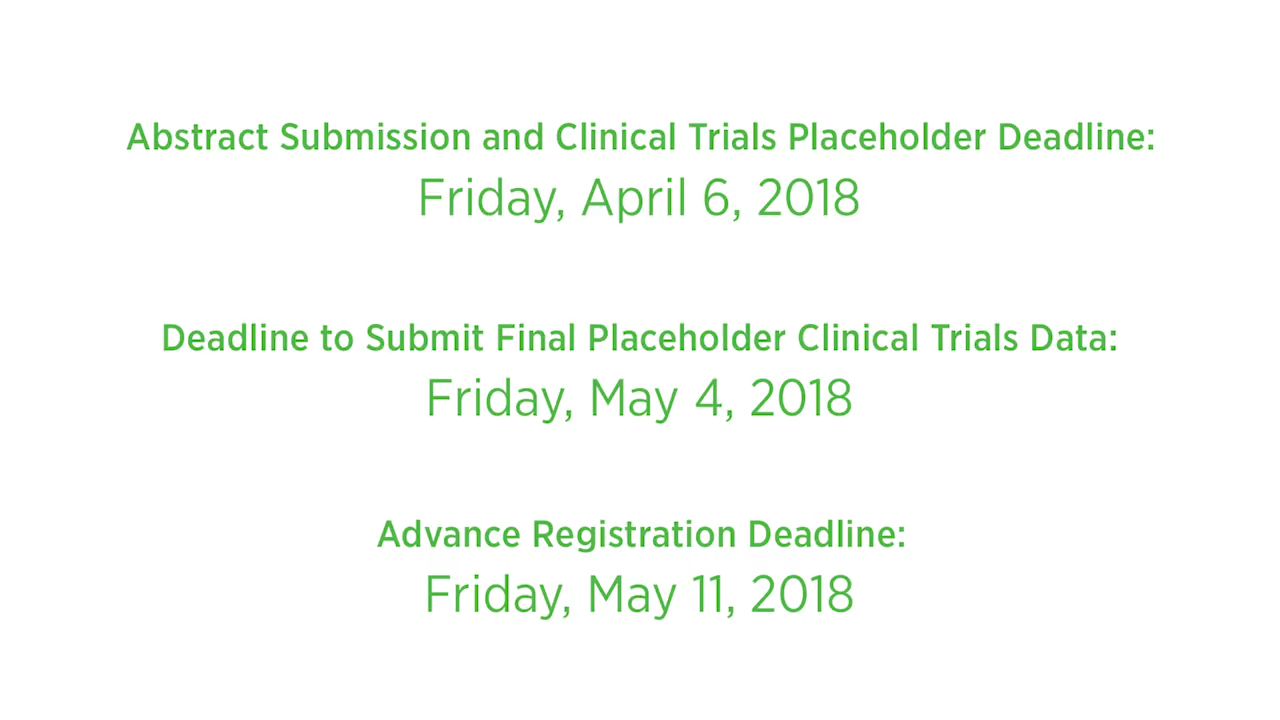 Abstract Submission and Clinical Trials Placeholder Deadline:
Friday, April 6, 2018
Deadline to Submit Final Placeholder Clinical Trials Data:
Friday, May 4, 2018
Advance Registration Deadline:
Friday, May 11, 2018